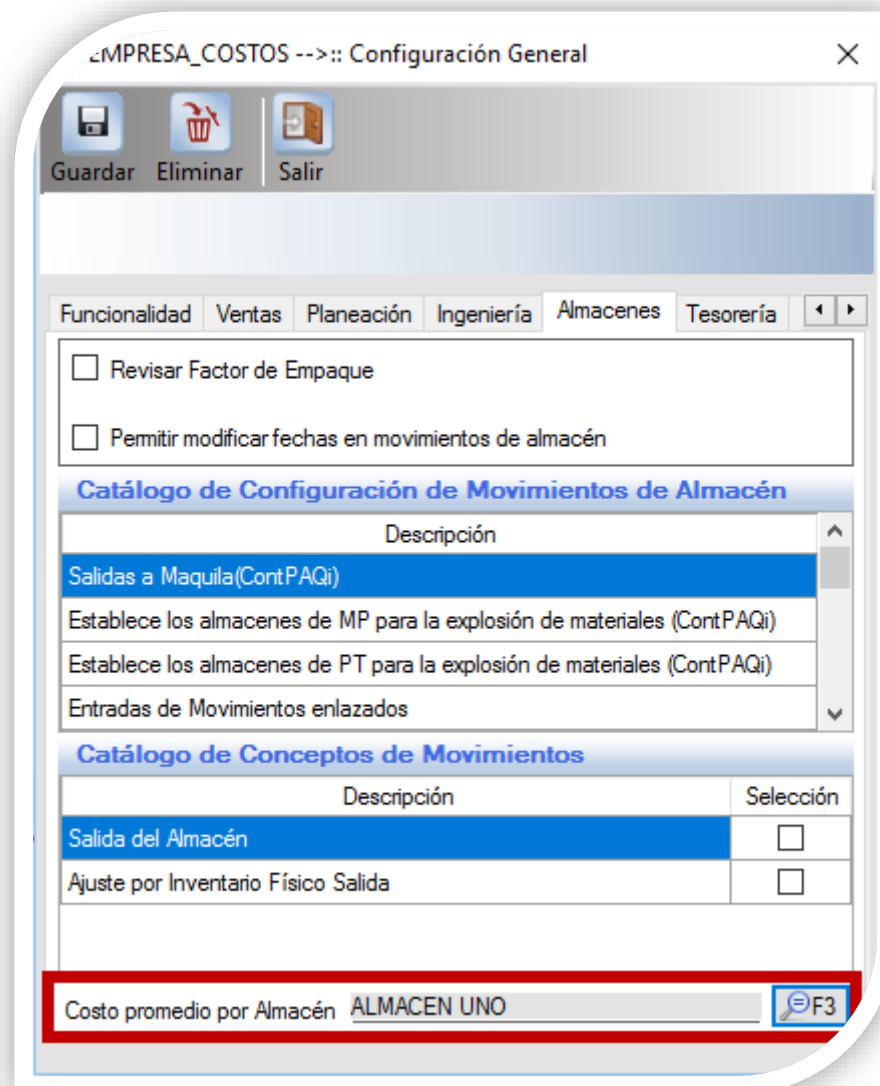 EMPRESA_COSTOS -->:: Configuración General
Guardar Eliminar Salir
Funcionalidad Ventas Planeación Ingeniería Almacenes Tesorería
Revisar Factor de Empaque
Permitir modificar fechas en movimientos de almacén
Catálogo de Configuración de Movimientos de Almacén
Descripción
Salidas a Maquila(ContPAQi)
Establece los almacenes de MP para la explosión de materiales (ContPAQi)
Establece los almacenes de PT para la explosión de materiales (ContPAQi)
Entradas de Movimientos enlazados
Catálogo de Conceptos de Movimientos
Descripción Selección
Salida del Almacén
Ajuste por Inventario Físico Salida
Costo promedio por Almacén ALMACEN UNO F3